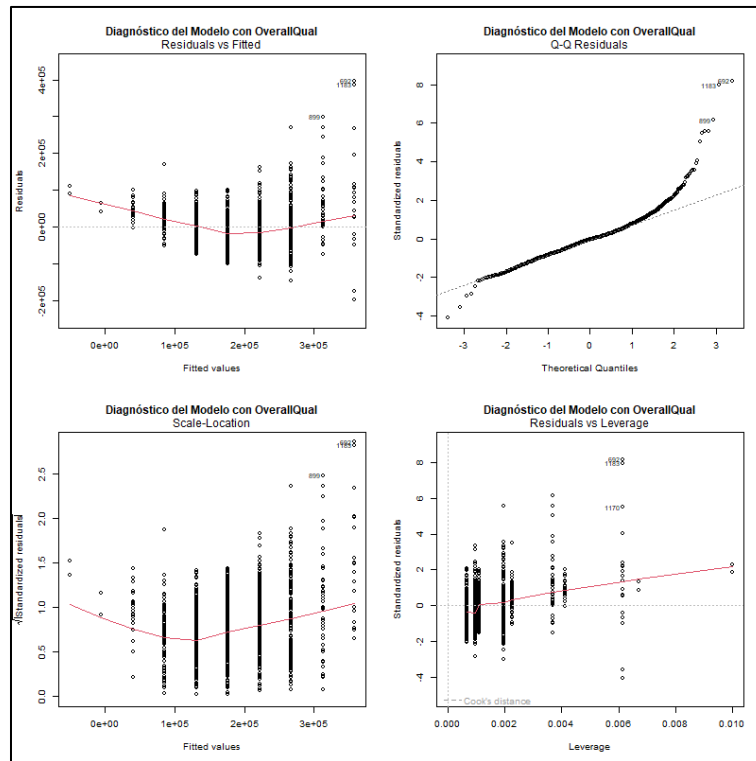 Diagnóstico del Modelo con OverallQual
Residuals vs Fitted
4e+05
2e+05
0e+00
-2e+05
Residuals
692
1183
899
0e+00 1e+05 2e+05 3e+05
Fitted values
Diagnóstico del Modelo con OverallQual
Q-Q Residuals
8
6
4
2
0
-2
-4
Standardized residuals
692
1183
899
-3 -2 -1 0 1 2 3
Theoretical Quantiles
Diagnóstico del Modelo con OverallQual
Scale-Location
2.5
2.0
1.5
1.0
0.5
0.0
√|Standardized residuals|
692
1183
899
0e+00 1e+05 2e+05 3e+05
Fitted values
Diagnóstico del Modelo con OverallQual
Residuals vs Leverage
8
6
4
2
0
-2
-4
Standardized residuals
692
1183
1170
Cook's distance
0.000 0.002 0.004 0.006 0.008 0.010
Leverage